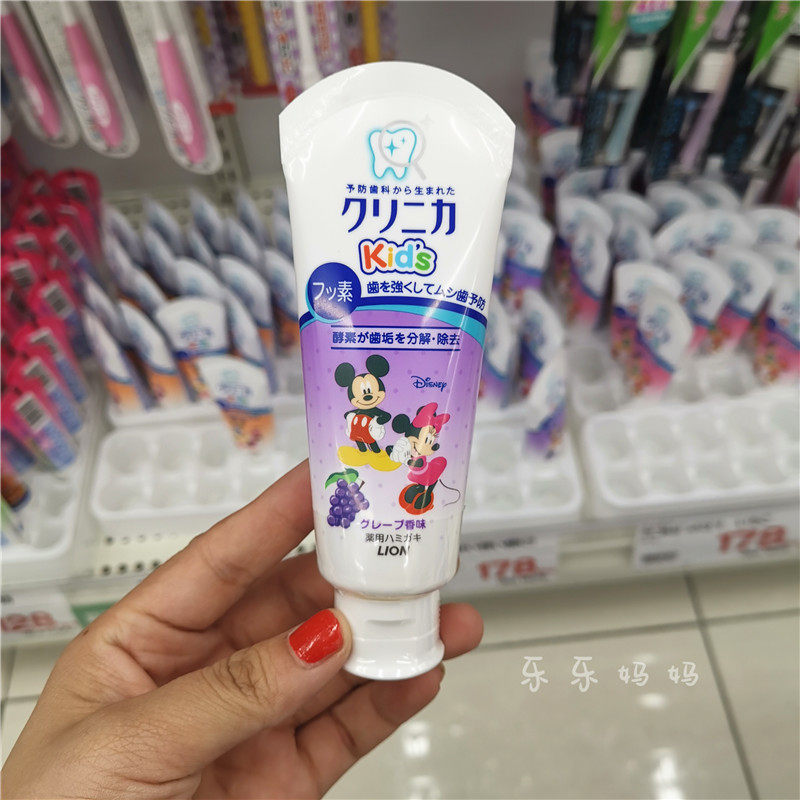 予防歯科から生まれた
クリニカ
Kid's
フッ素
歯を強くしてムシ歯予防
酵素が歯垢を分解・除去
Disney
グレープ香味
薬用ハミガキ
LION
178
178
乐乐妈妈